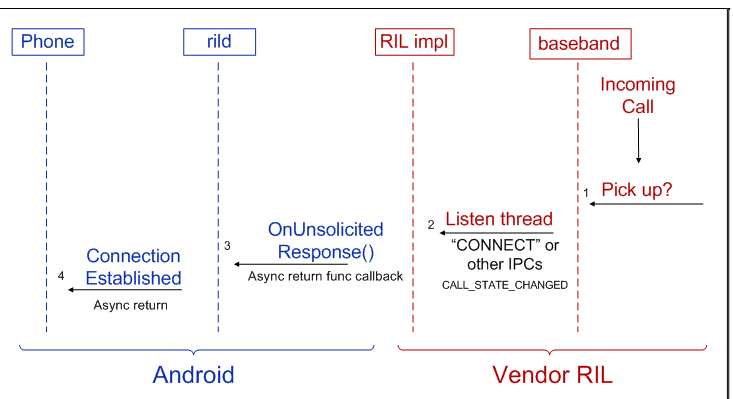 Phone
rild
RIL impl
baseband
Incoming
Call
1
Pick up?
2
Listen thread
"CONNECT" or
other IPCs
CALL_STATE_CHANGED
3
OnUnsolicited
Response()
Async return func callback
4
Connection
Established
Async return
Android
Vendor RIL